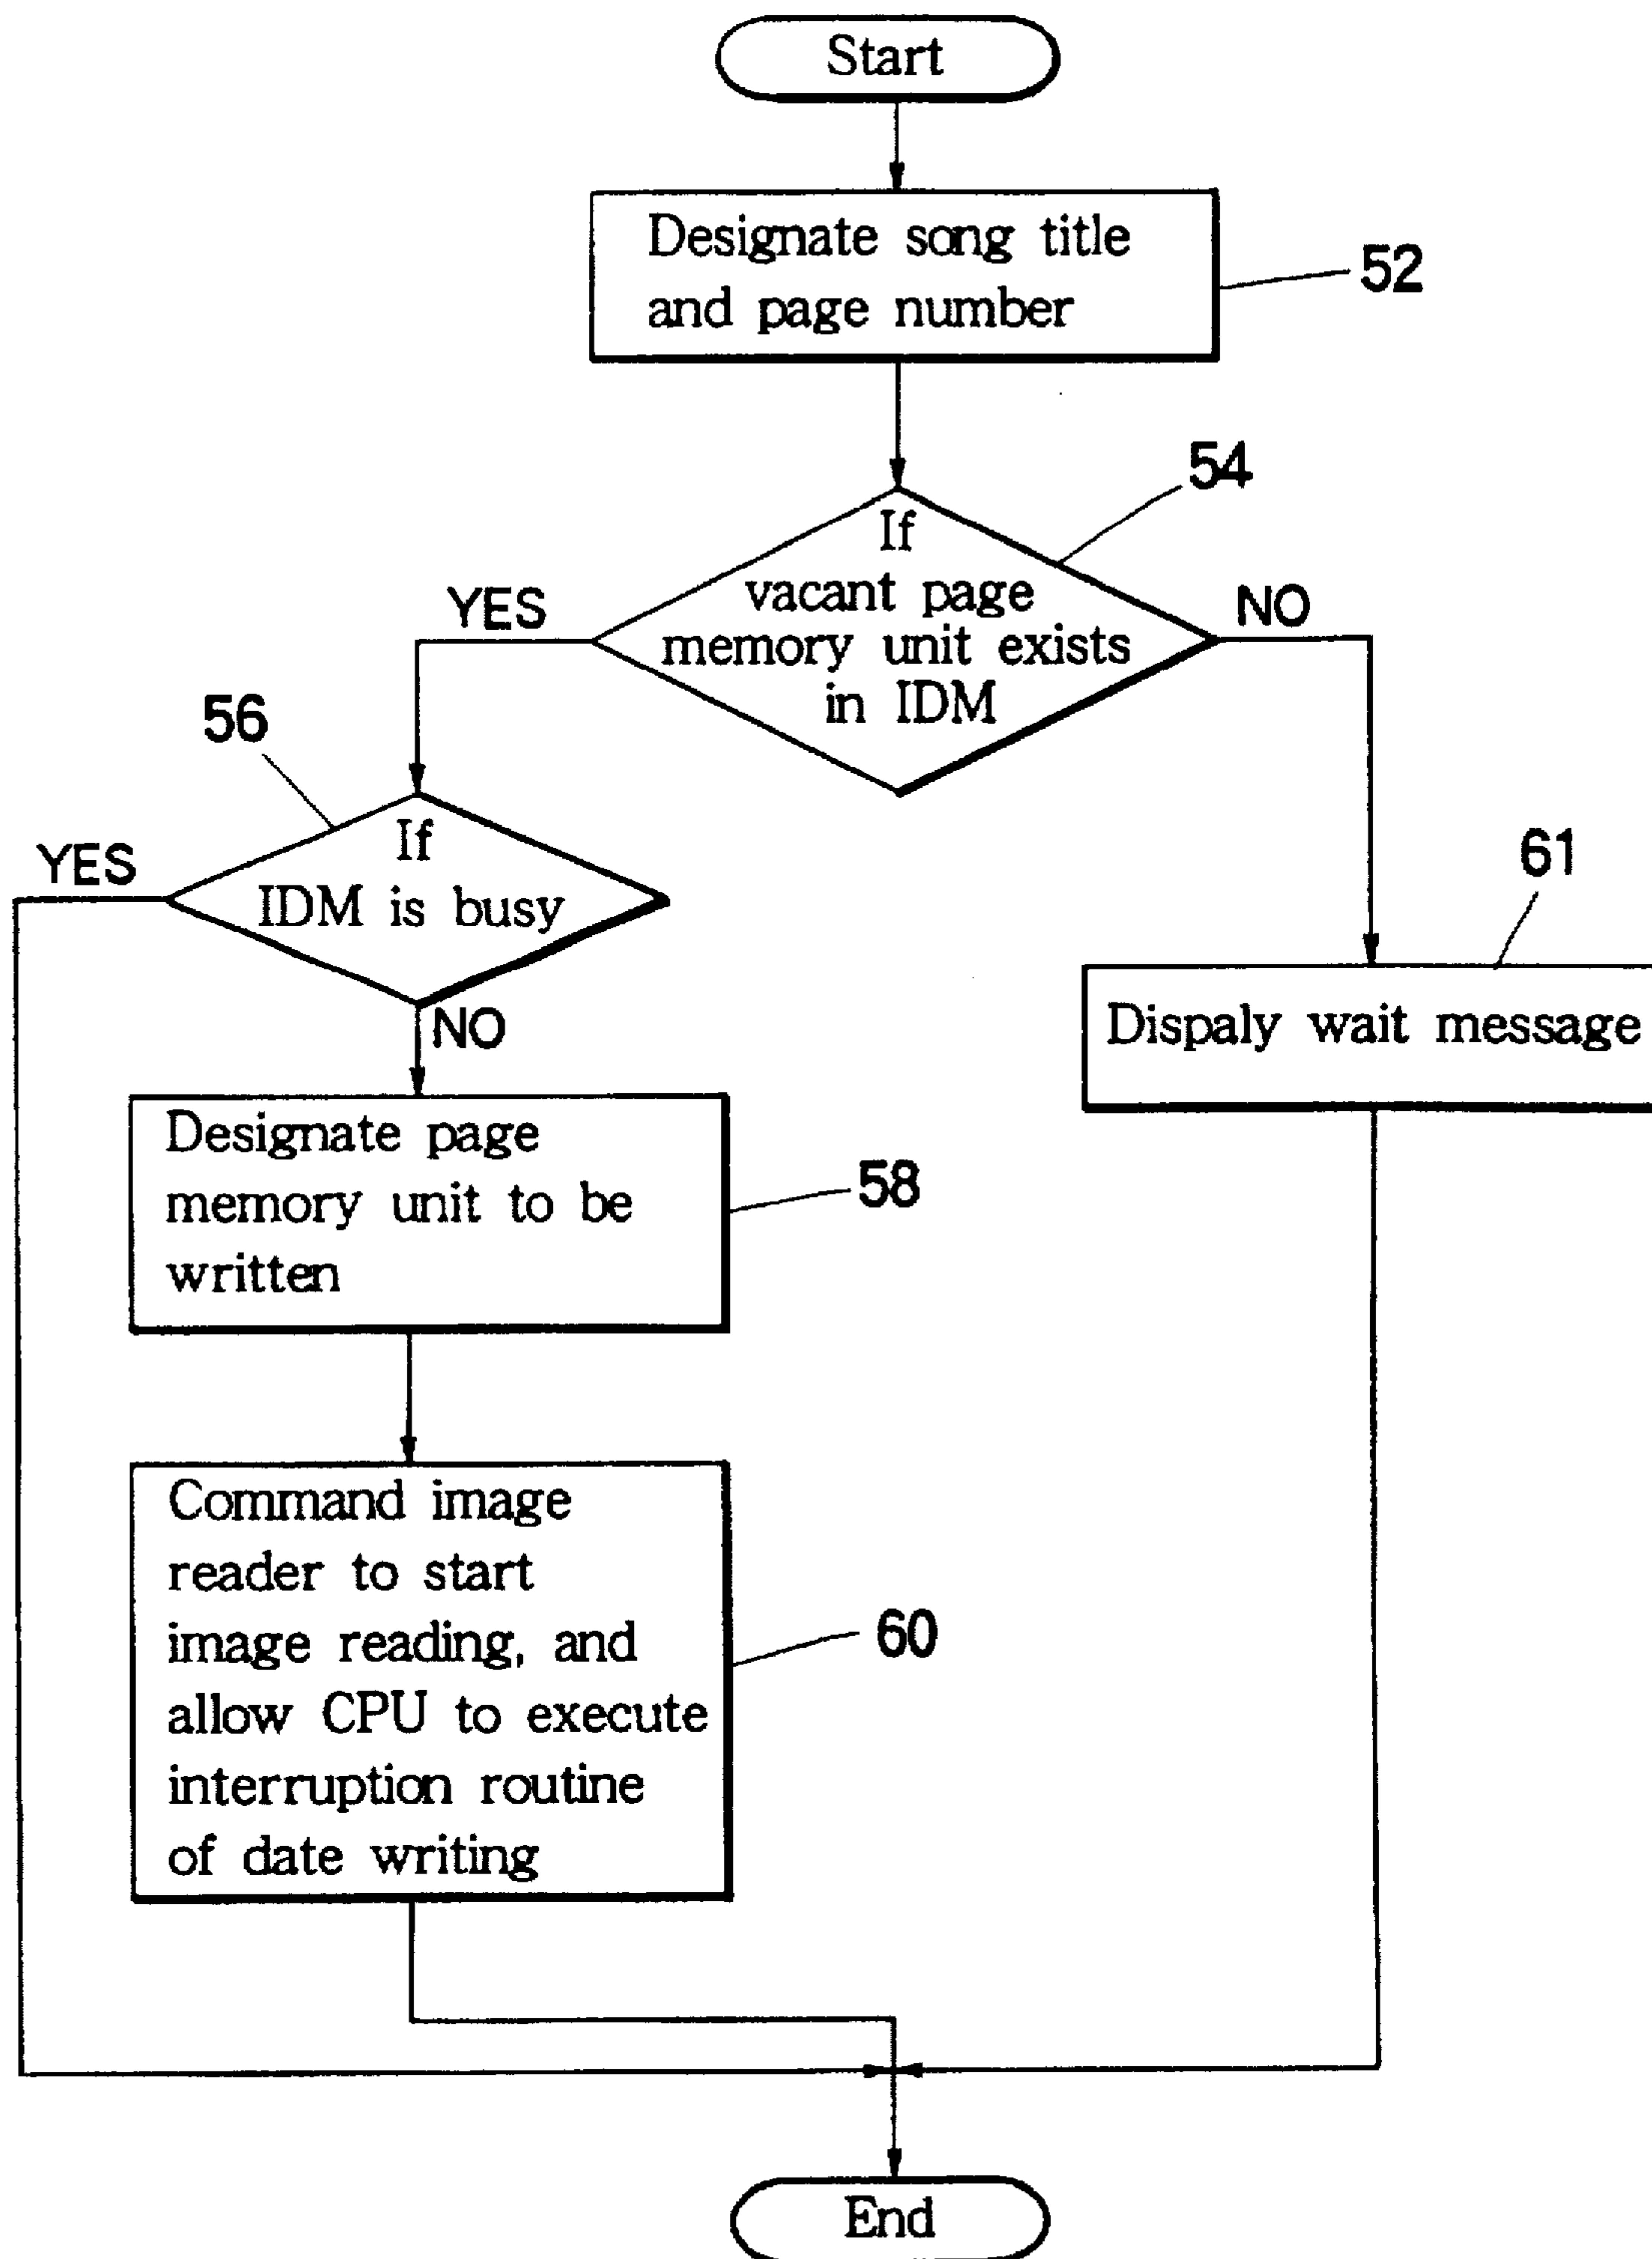 Start
Designate song title
and page number
52
54
If
vacant page
memory unit exists
in IDM
YES
NO
56
If
IDM is busy
YES
NO
61
Dispaly wait message
Designate page
memory unit to be
written
58
Command image
reader to start
image reading, and
allow CPU to execute
interruption routine
of date writing
60
End